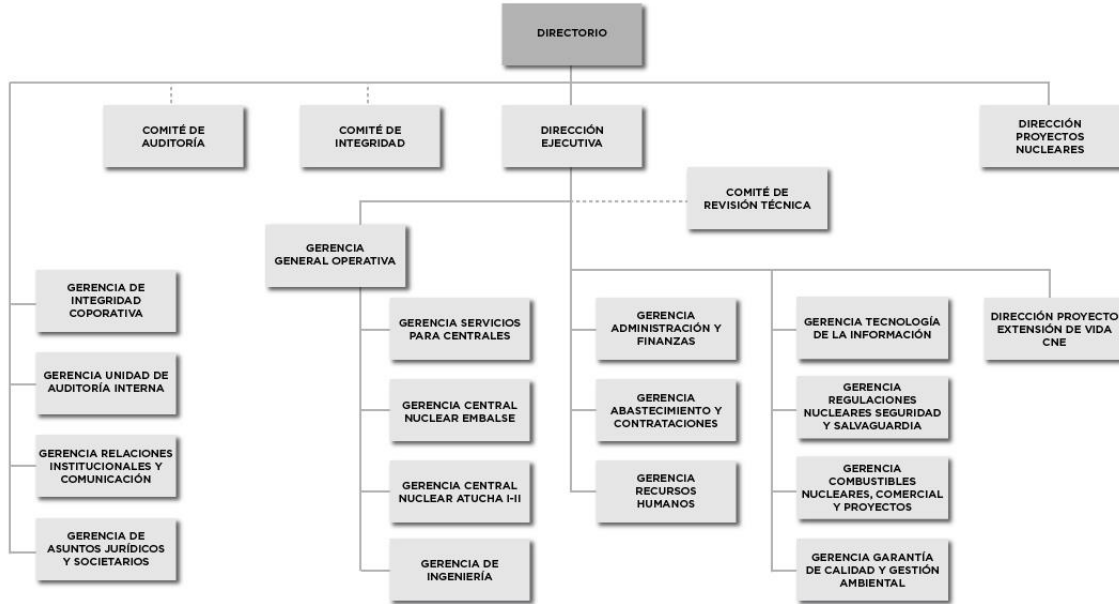 DIRECTORIO
COMITÉ DE
AUDITORÍA
COMITÉ DE
INTEGRIDAD
DIRECCIÓN
EJECUTIVA
DIRECCIÓN
PROYECTOS
NUCLEARES
COMITÉ DE
REVISIÓN TÉCNICA
GERENCIA
GENERAL OPERATIVA
GERENCIA DE
INTEGRIDAD
COPORATIVA
GERENCIA UNIDAD DE
AUDITORÍA INTERNA
GERENCIA RELACIONES
INSTITUCIONALES Y
COMUNICACIÓN
GERENCIA DE
ASUNTOS JURÍDICOS
Y SOCIETARIOS
GERENCIA SERVICIOS
PARA CENTRALES
GERENCIA CENTRAL
NUCLEAR EMBALSE
GERENCIA CENTRAL
NUCLEAR ATUCHA I-II
GERENCIA DE
INGENIERÍA
GERENCIA
ADMINISTRACIÓN Y
FINANZAS
GERENCIA
ABASTECIMIENTO Y
CONTRATACIONES
GERENCIA
RECURSOS
HUMANOS
GERENCIA TECNOLOGÍA
DE LA INFORMACIÓN
GERENCIA
REGULACIONES
NUCLEARES SEGURIDAD
Y SALVAGUARDIA
GERENCIA
COMBUSTIBLES
NUCLEARES, COMERCIAL
Y PROYECTOS
GERENCIA GARANTÍA
DE CALIDAD Y GESTIÓN
AMBIENTAL
DIRECCIÓN PROYECTO
EXTENSIÓN DE VIDA
CNE